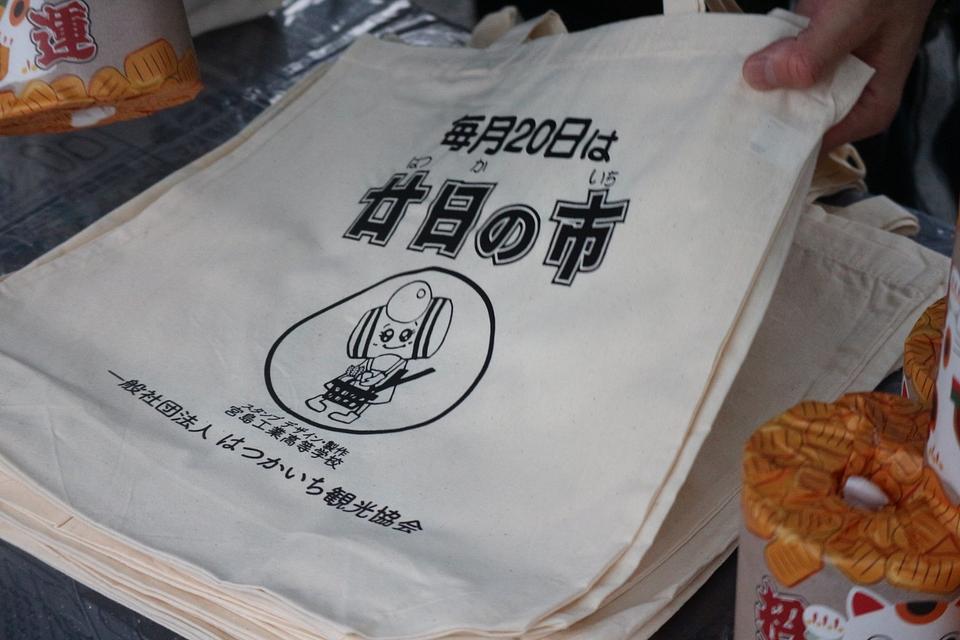 毎月20日は
はつ か いち
廿日の市
スタンプデザイン製作
宮島工業高等学校
一般社団法人 はつかいち観光協会
運
招